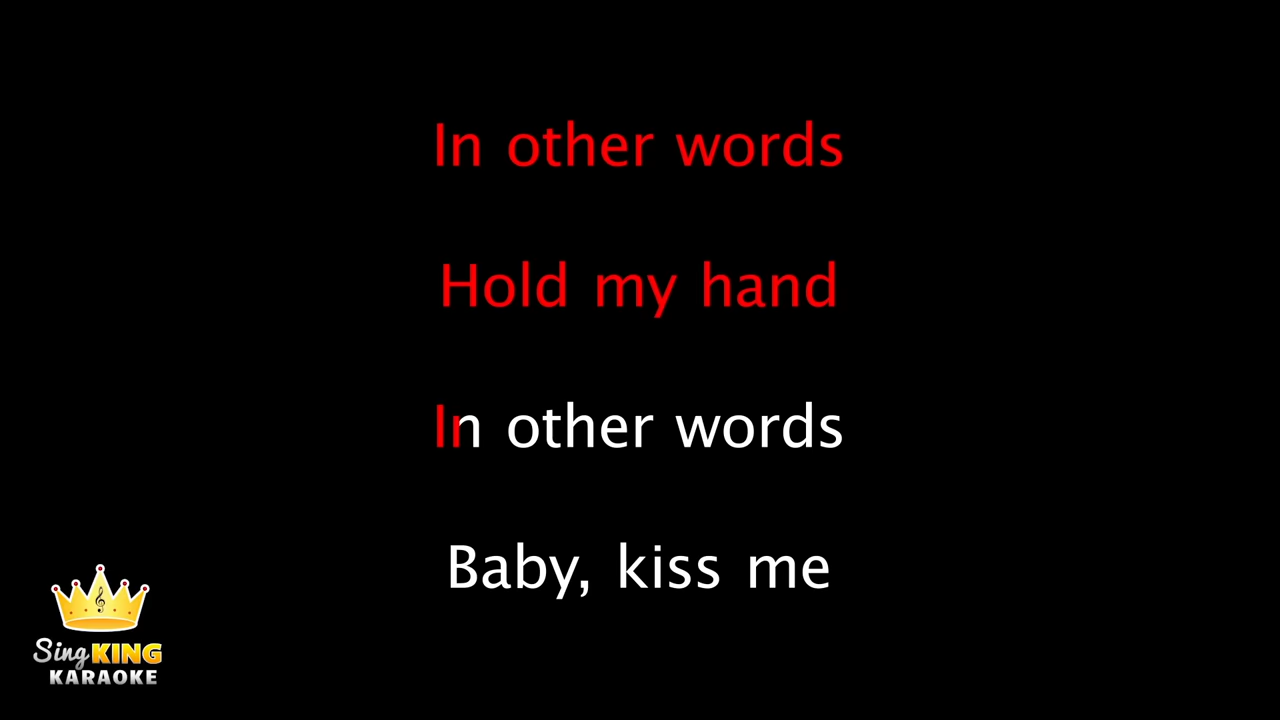 In other words
Hold my hand
In other words
Baby, kiss me
Sing KING
KARAOKE